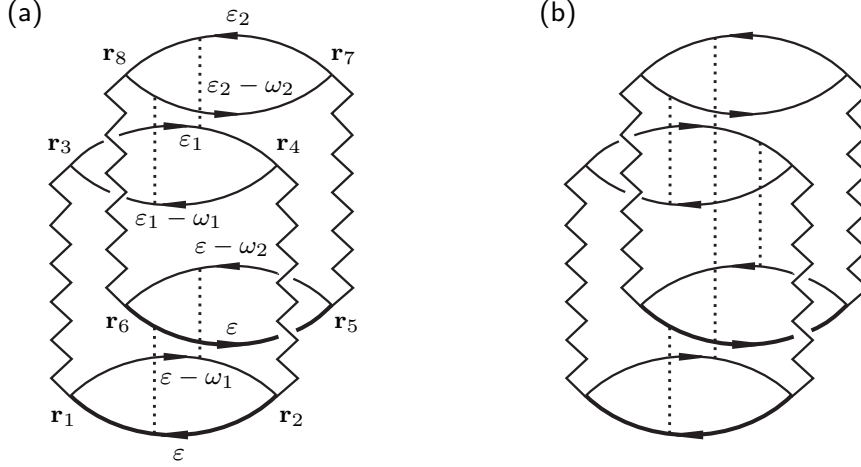 (a) (b)
ε₂
𝐫₈ 𝐫₇
ε₂ − ω₂
𝐫₃ ε₁ 𝐫₄
ε₁ − ω₁
ε − ω₂
𝐫₆ ε 𝐫₅
ε − ω₁
𝐫₁ 𝐫₂
ε